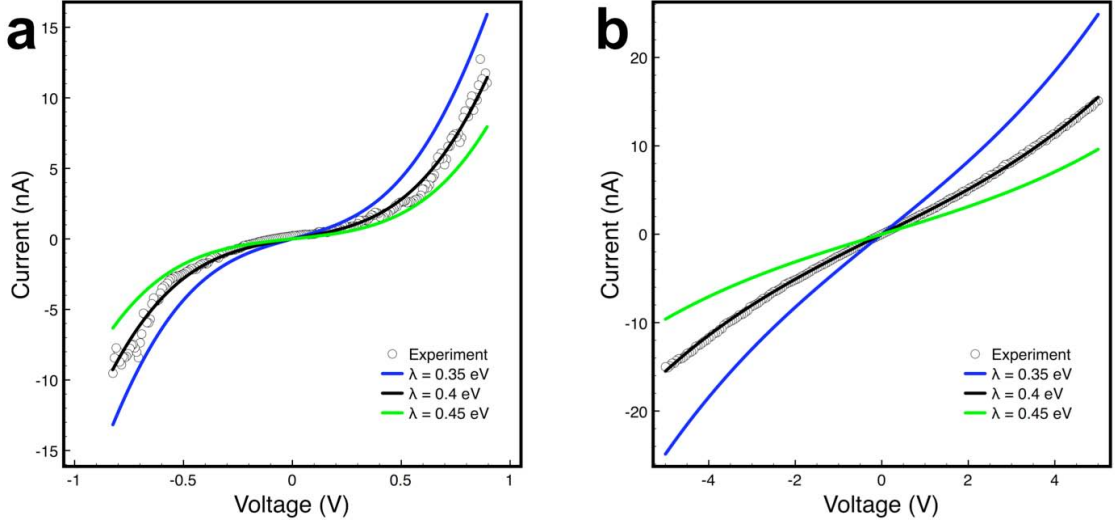 a
15
10
5
0
-5
-10
-15
-1
-0.5
0
0.5
1
Current (nA)
Voltage (V)
Experiment
λ = 0.35 eV
λ = 0.4 eV
λ = 0.45 eV
b
20
10
0
-10
-20
-4
-2
0
2
4
Current (nA)
Voltage (V)
Experiment
λ = 0.35 eV
λ = 0.4 eV
λ = 0.45 eV